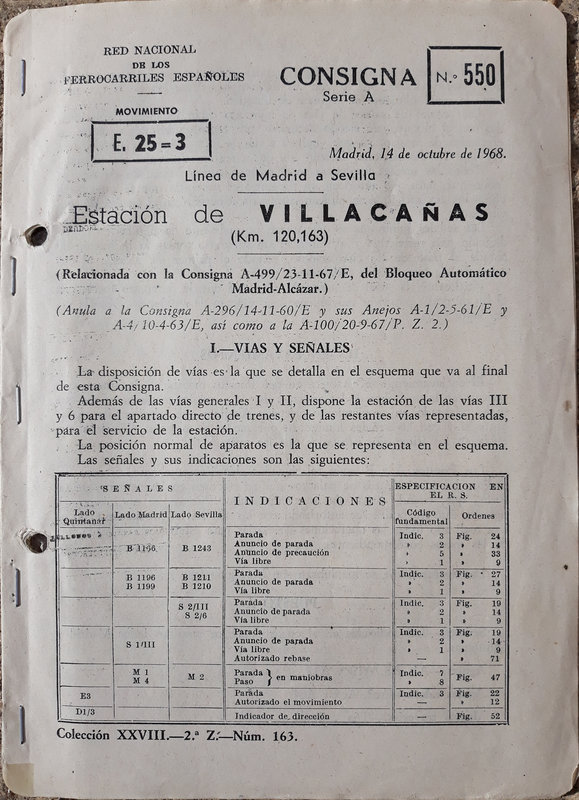 RED NACIONAL
DE LOS
FERROCARRILES ESPAÑOLES
CONSIGNA
Serie A
N.º 550
MOVIMIENTO
E. 25=3
Madrid, 14 de octubre de 1968.
Línea de Madrid a Sevilla
Estación de VILLACAÑAS
(Km. 120,163)
(Relacionada con la Consigna A-499/23-11-67/E, del Bloqueo Automático
Madrid-Alcázar.)
(Anula a la Consigna A-296/14-11-60/E y sus Anejos A-1/2-5-61/E y
A-4/10-4-63/E, así como a la A-100/20-9-67/P. Z. 2.)
I.—VIAS Y SEÑALES
La disposición de vías es la que se detalla en el esquema que va al final
de esta Consigna.
Además de las vías generales I y II, dispone la estación de las vías III
y 6 para el apartado directo de trenes, y de las restantes vías representadas,
para el servicio de la estación.
La posición normal de aparatos es la que se representa en el esquema.
Las señales y sus indicaciones son las siguientes:
SEÑALES INDICACIONES ESPECIFICACION EN
EL R. S.
Lado
Quintanar Lado Madrid Lado Sevilla Código
fundamental Ordenes
B 1166 B 1243 Parada Indic. 3 Fig. 24
Anuncio de parada » 2 » 14
Anuncio de precaución » 5 » 33
Vía libre » 1 » 9
B 1196 B 1211 Parada Indic. 3 Fig. 27
B 1199 B 1210 Anuncio de parada » 2 » 14
Vía libre » 1 » 9
S 2/III Parada Indic. 3 Fig. 19
S 2/6 Anuncio de parada » 2 » 14
Vía libre » 1 » 9
S 1/III Parada Indic. 3 Fig. 19
Anuncio de parada » 2 » 14
Vía libre » 1 » 9
Autorizado rebase — » 71
M 1 M 2 Parada } en maniobras Indic. 7 Fig. 47
M 4 Paso » 8
E3 Parada Indic. 3 Fig. 22
Autorizado el movimiento — » 12
D1/3 Indicador de dirección — Fig. 52
Colección XXVIII.—2.ª Z.—Núm. 163.